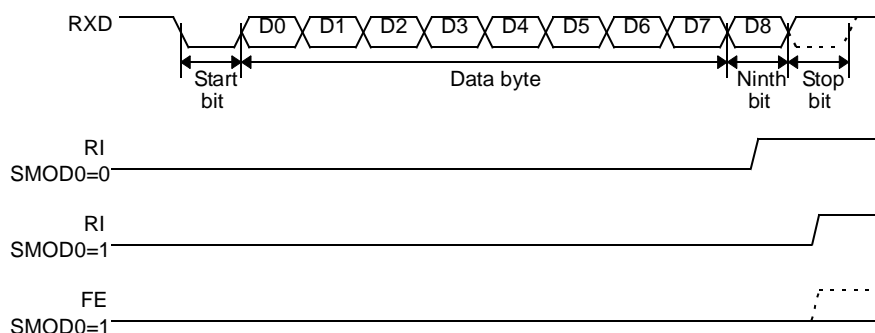 RXD D0 D1 D2 D3 D4 D5 D6 D7 D8
Start bit
Data byte
Ninth bit
Stop bit
RI
SMOD0=0
RI
SMOD0=1
FE
SMOD0=1